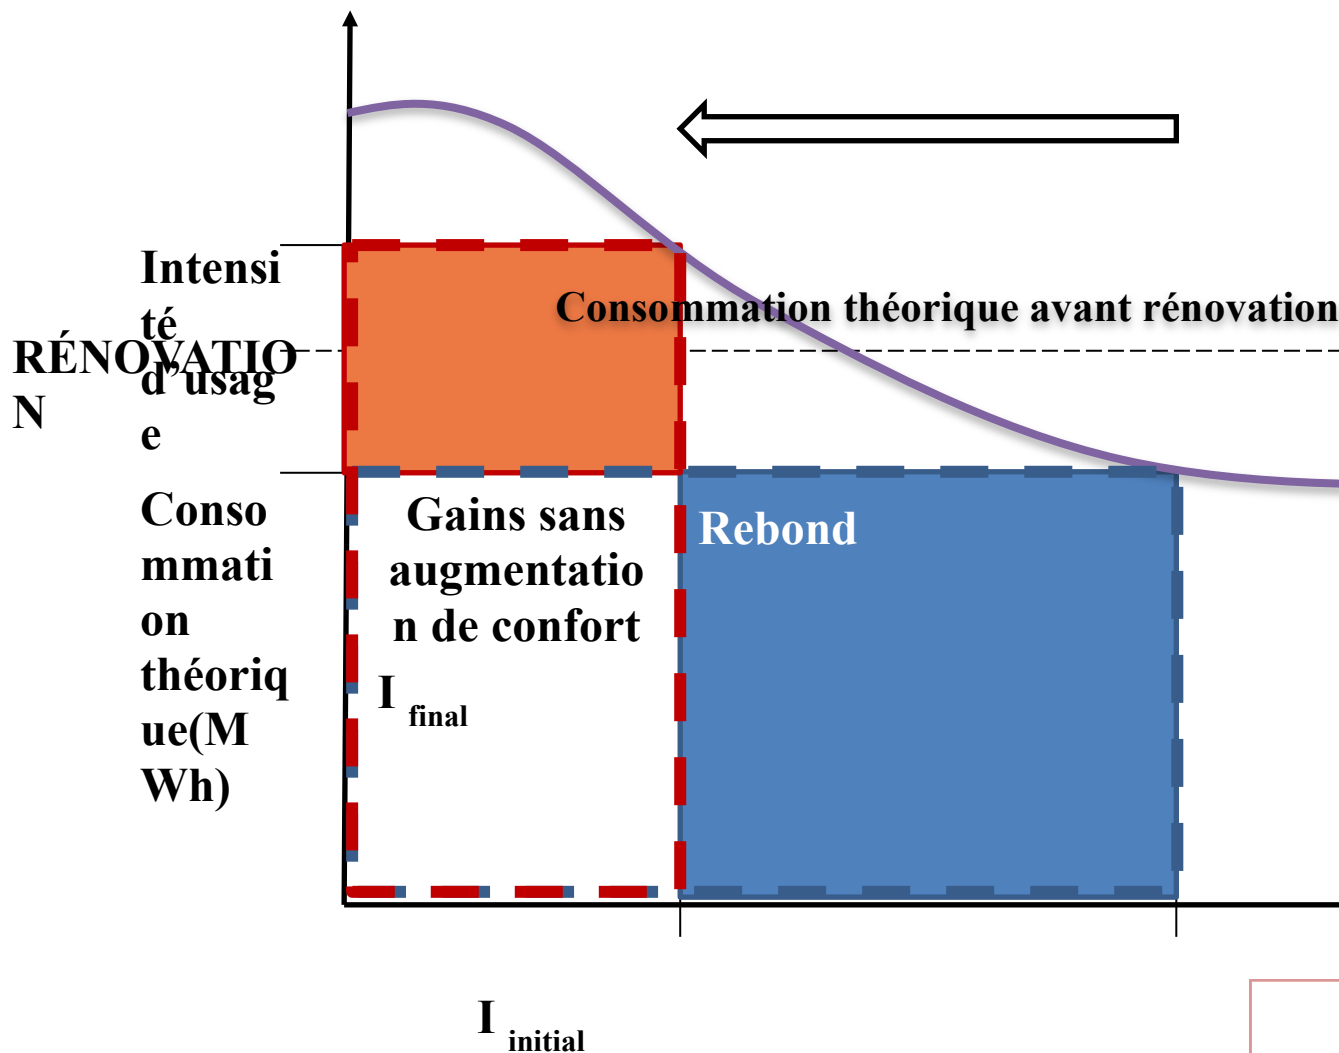 Intensi
té
d’usag
e
Consommation théorique avant rénovation
RÉNOVATIO
N
Conso
mmati
on
théoriq
ue(M
Wh)
Gains sans
augmentatio
n de confort
Rebond
I final
I initial